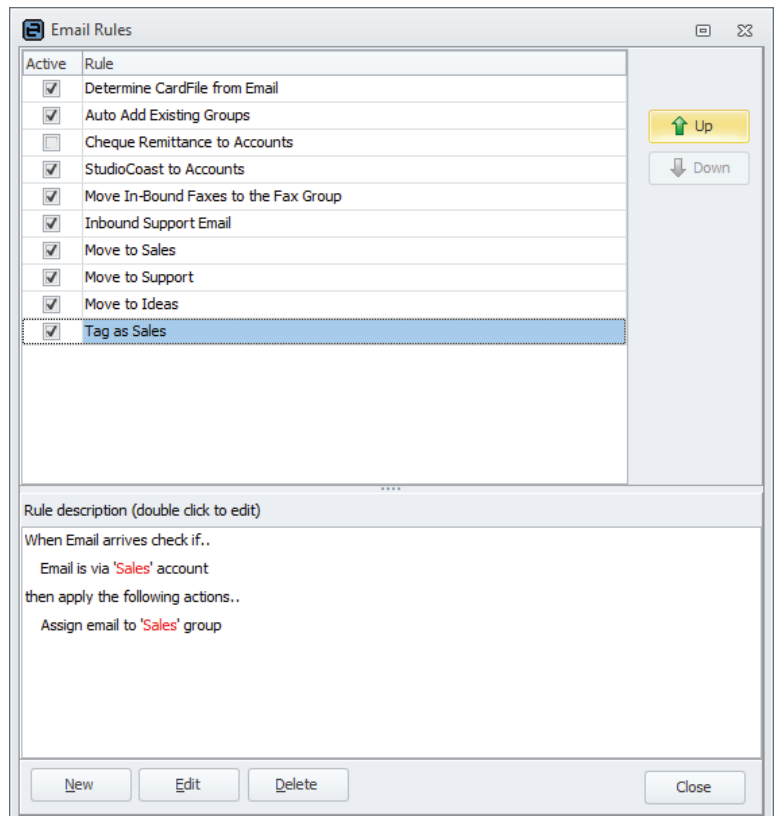 Email Rules
Active Rule
Determine CardFile from Email
Auto Add Existing Groups
Cheque Remittance to Accounts
StudioCoast to Accounts
Move In-Bound Faxes to the Fax Group
Inbound Support Email
Move to Sales
Move to Support
Move to Ideas
Tag as Sales
Up
Down
Rule description (double click to edit)
When Email arrives check if..
Email is via 'Sales' account
then apply the following actions..
Assign email to 'Sales' group
New Edit Delete Close